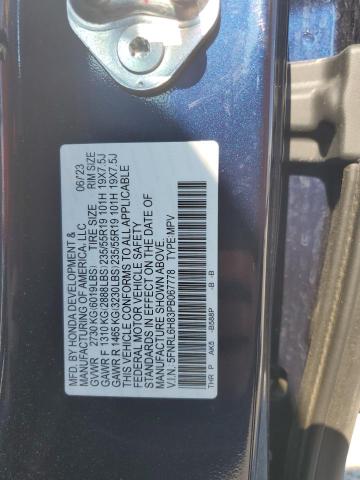 MFD. BY HONDA DEVELOPMENT & 06/23
MANUFACTURING OF AMERICA, LLC
GVWR 2730 KG(6019LBS) TIRE SIZE RIM SIZE
GAWR F 1310 KG(2888LBS) 235/55R19 101H 19X7.5J
GAWR R 1465 KG(3230LBS) 235/55R19 101H 19X7.5J
THIS VEHICLE CONFORMS TO ALL APPLICABLE
FEDERAL MOTOR VEHICLE SAFETY
STANDARDS IN EFFECT ON THE DATE OF
MANUFACTURE SHOWN ABOVE.
V.I.N. 5FNRL6H83PB067778 TYPE:MPV
THR P AK5 -B588P -B -B